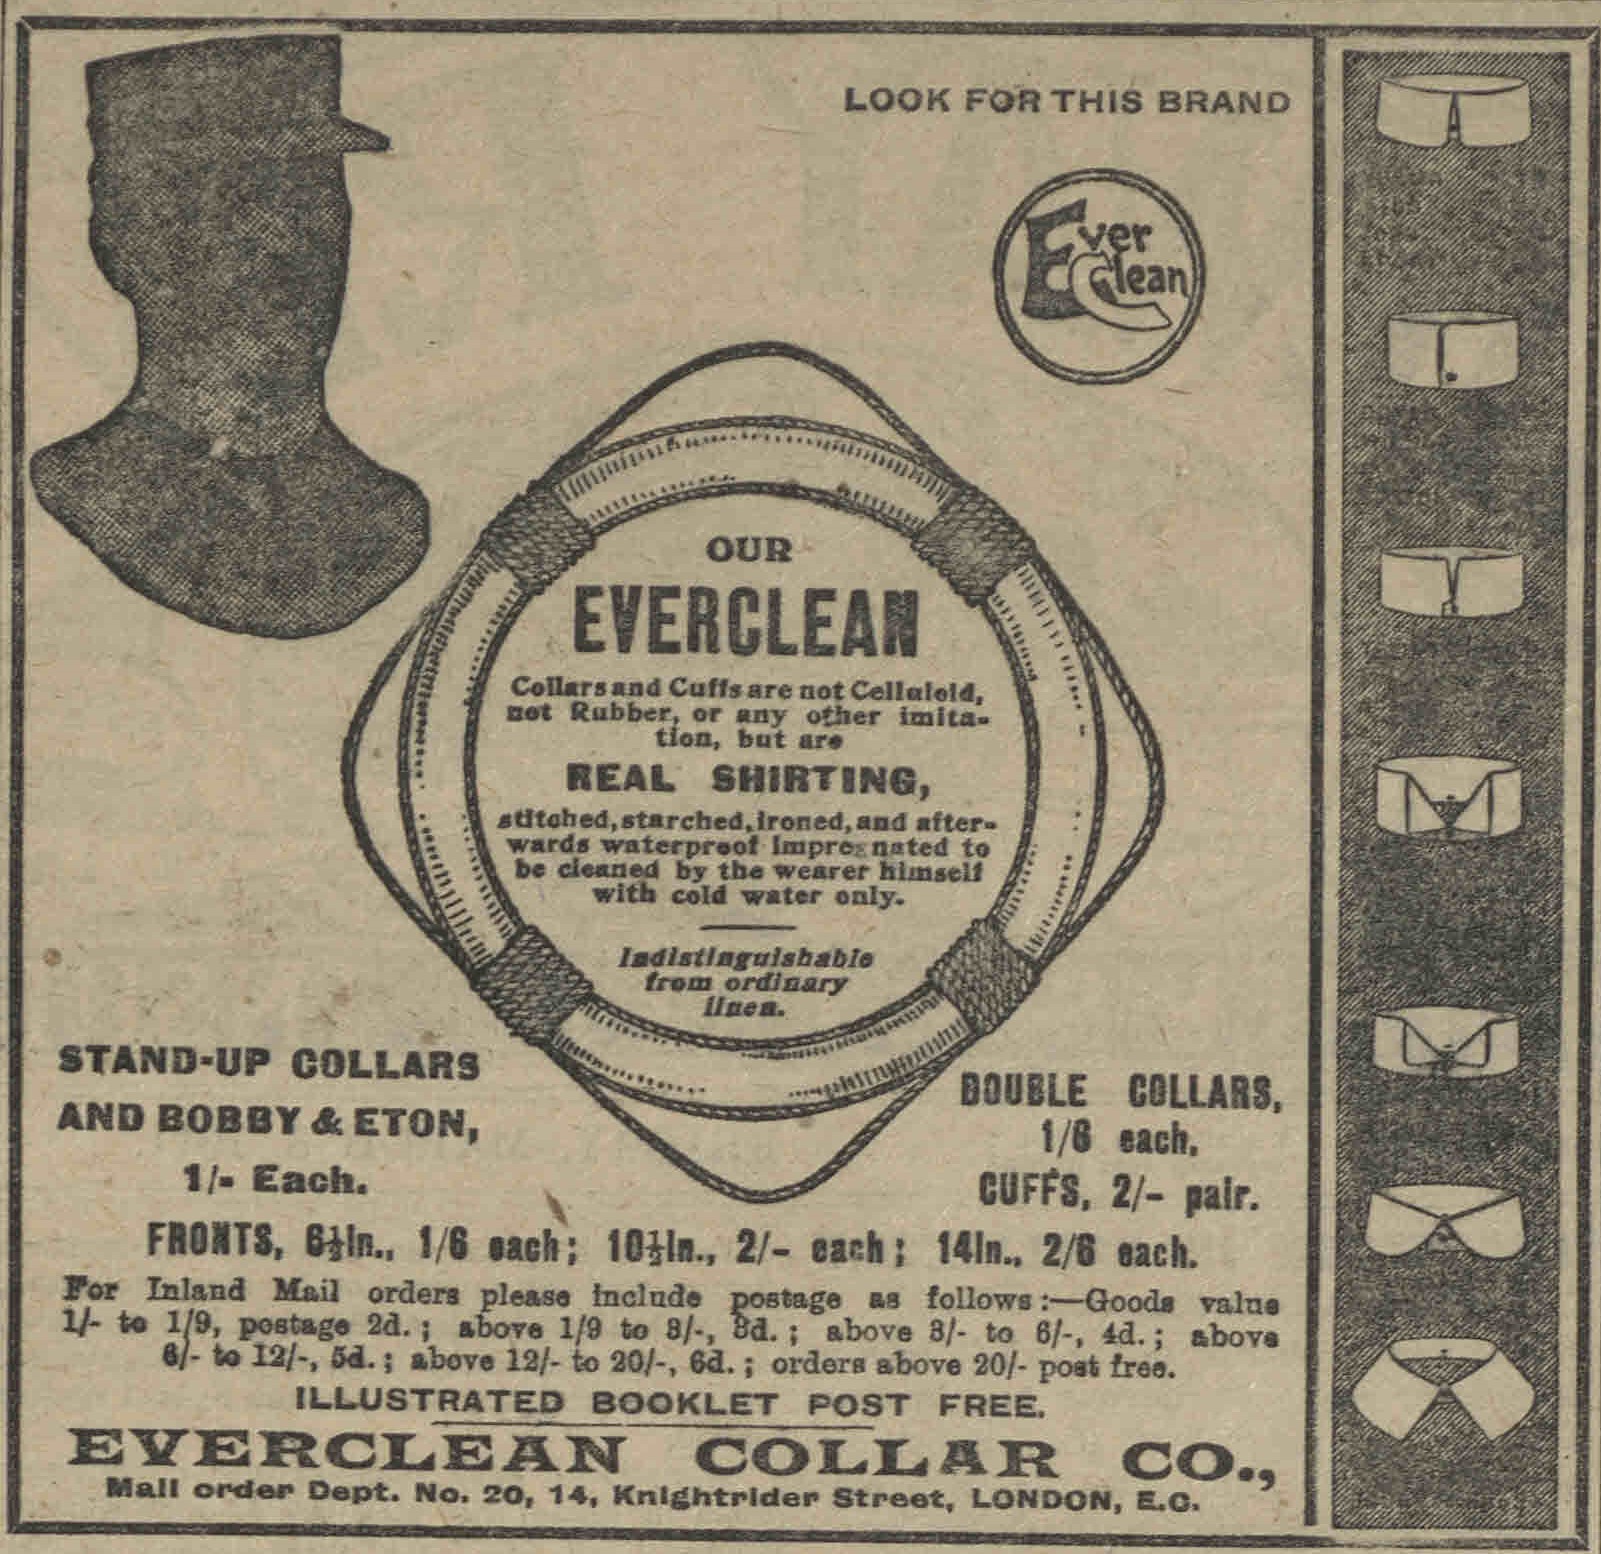 LOOK FOR THIS BRAND
Ever
Clean
OUR
EVERCLEAN
Collars and Cuffs are not Celluloid,
not Rubber, or any other imita-
tion, but are
REAL SHIRTING,
stitched, starched, ironed, and after-
wards waterproof impregnated to
be cleaned by the wearer himself
with cold water only.
Indistinguishable
from ordinary
linen.
STAND-UP COLLARS
AND BOBBY & ETON,
1/- Each.
DOUBLE COLLARS,
1/6 each,
CUFFS, 2/- pair.
FRONTS, 6½in., 1/6 each; 10½in., 2/- each; 14in., 2/6 each.
For Inland Mail orders please include postage as follows:—Goods value
1/- to 1/9, postage 2d.; above 1/9 to 3/-, 3d.; above 3/- to 6/-, 4d.; above
6/- to 12/-, 5d.; above 12/- to 20/-, 6d.; orders above 20/- post free.
ILLUSTRATED BOOKLET POST FREE.
EVERCLEAN COLLAR CO.,
Mail order Dept. No. 20, 14, Knightrider Street, LONDON, E.C.